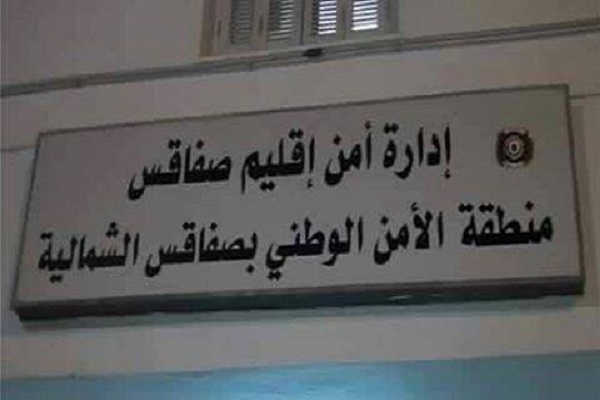 إدارة أمن إقليم صفاقس
منطقة الأمن الوطني بصفاقس الشمالية